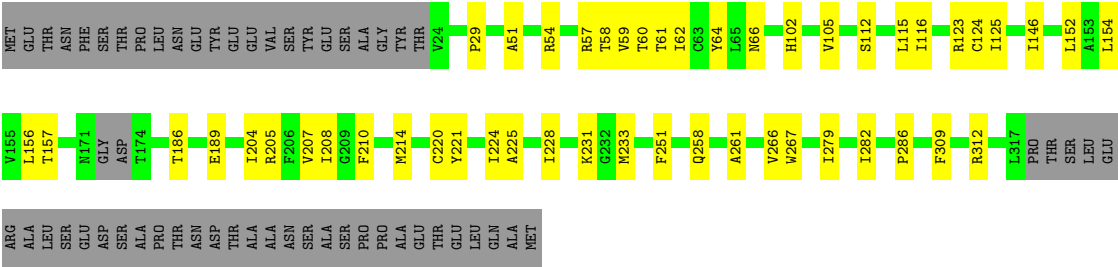 MET GLU THR ASN PHE SER THR PRO LEU ASN GLU TYR GLU GLU VAL SER TYR GLU SER ALA GLY TYR THR V24 P29 A51 R54 R57 T58 V59 T60 T61 I62 C63 Y64 L65 N66 H102 V105 S112 L115 I116 R123 C124 I125 I146 L152 A153 L154
V155 L156 T157 N171 GLY ASP T174 T186 E189 I204 R205 F206 V207 I208 G209 F210 M214 C220 Y221 I224 A225 I228 K231 G232 M233 F251 Q258 A261 V266 W267 I279 I282 P286 F309 R312 L317 PRO THR SER LEU GLU
ARG ALA LEU SER GLU ASP SER ALA PRO THR ASN ASP THR ALA ALA ASN SER ALA SER PRO PRO ALA GLU THR GLU LEU GLN ALA MET